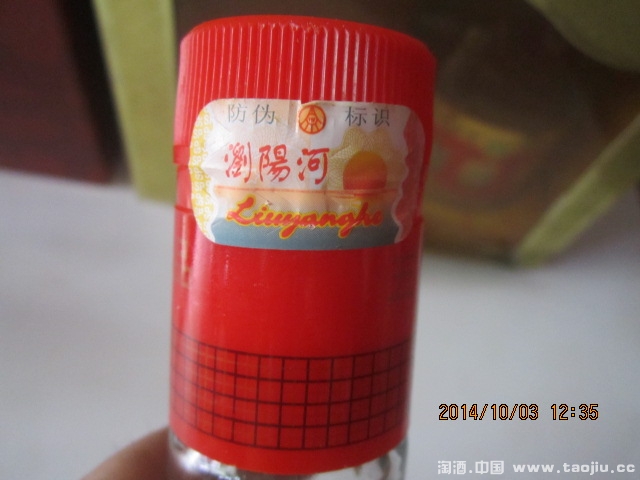 防伪 标识
瀏陽河
Liuyanghe
2014/10/03 12:35
淘酒.中国 www.taojiu.cc